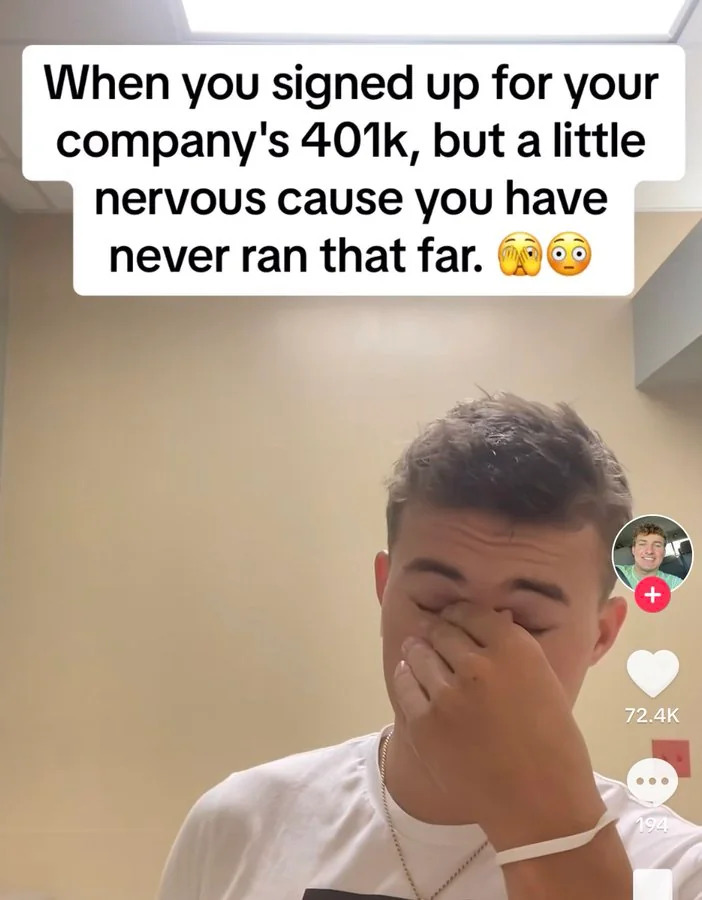 When you signed up for your
company's 401k, but a little
nervous cause you have
never ran that far. 🫣😳
72.4K
194